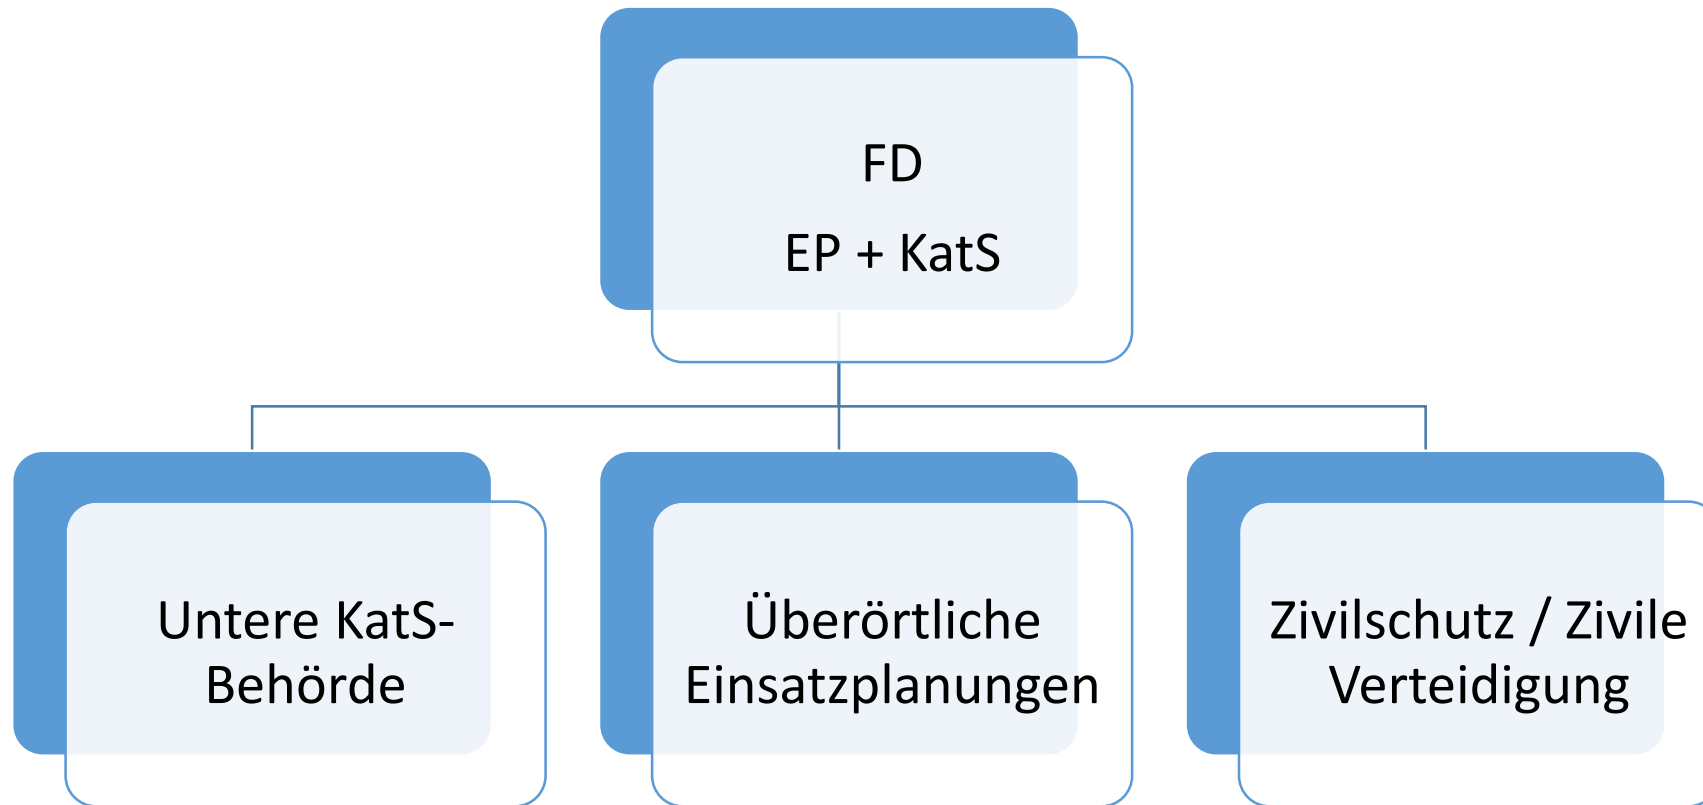 FD
EP + KatS
Untere KatS-
Behörde
Überörtliche
Einsatzplanungen
Zivilschutz / Zivile
Verteidigung